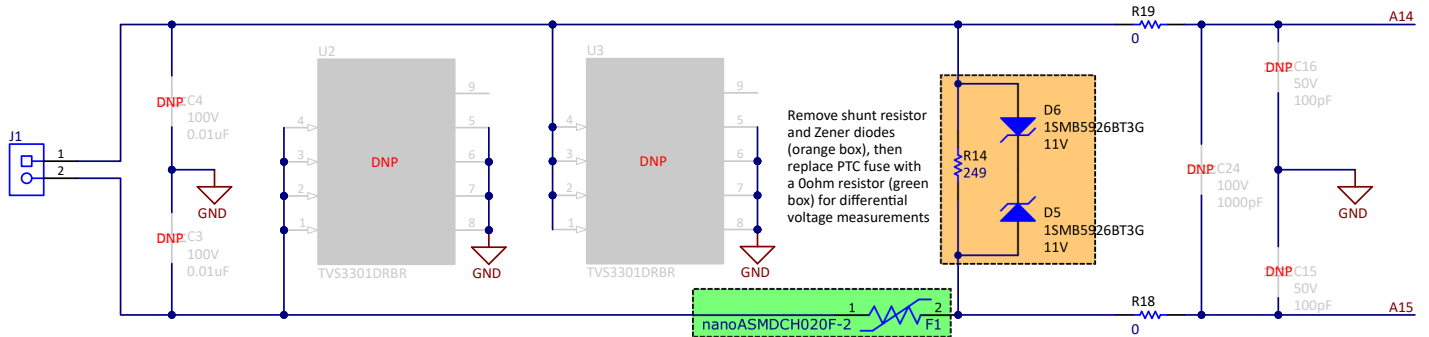 J1
1
2
DNP
C4
100V
0.01uF
GND
DNP
C3
100V
0.01uF
U2
4
3
2
1
9
5
6
7
8
DNP
GND
TVS3301DRBR
U3
4
3
2
1
9
5
6
7
8
DNP
GND
TVS3301DRBR
Remove shunt resistor
and Zener diodes
(orange box), then
replace PTC fuse with
a 0ohm resistor (green
box) for differential
voltage measurements
R14
249
D6
1SMB5926BT3G
11V
D5
1SMB5926BT3G
11V
1
2
nanoASMDCH020F-2
F1
R19
0
R18
0
DNP
C24
100V
1000pF
DNP
C16
50V
100pF
GND
DNP
C15
50V
100pF
A14
A15